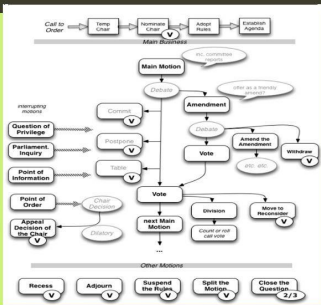 Call to
Order
Temp
Chair
Nominate
Chair
V
Adopt
Rules
Establish
Agenda
Main Business
etc. committee
reports
Main Motion
Debate
offer as a friendly
amend?
Amendment
interrupting
motions
Commit
V
Question of
Privilege
Debate
Postpone
V
Amend the
Amendment
V
Parliament.
Inquiry
Vote
Withdraw
V
etc. etc.
Point of
Information
Table
V
Vote
V
Point of
Order
Chair
Decision
Division
Move to
Reconsider
V
next Main
Motion
Appeal
Decision of
the Chair
V
Dilatory
Count or roll
call vote
...
Other Motions
Recess
V
Adjourn
V
Suspend
the Rules
V
Split the
Motion
V
Close the
Question
2/3